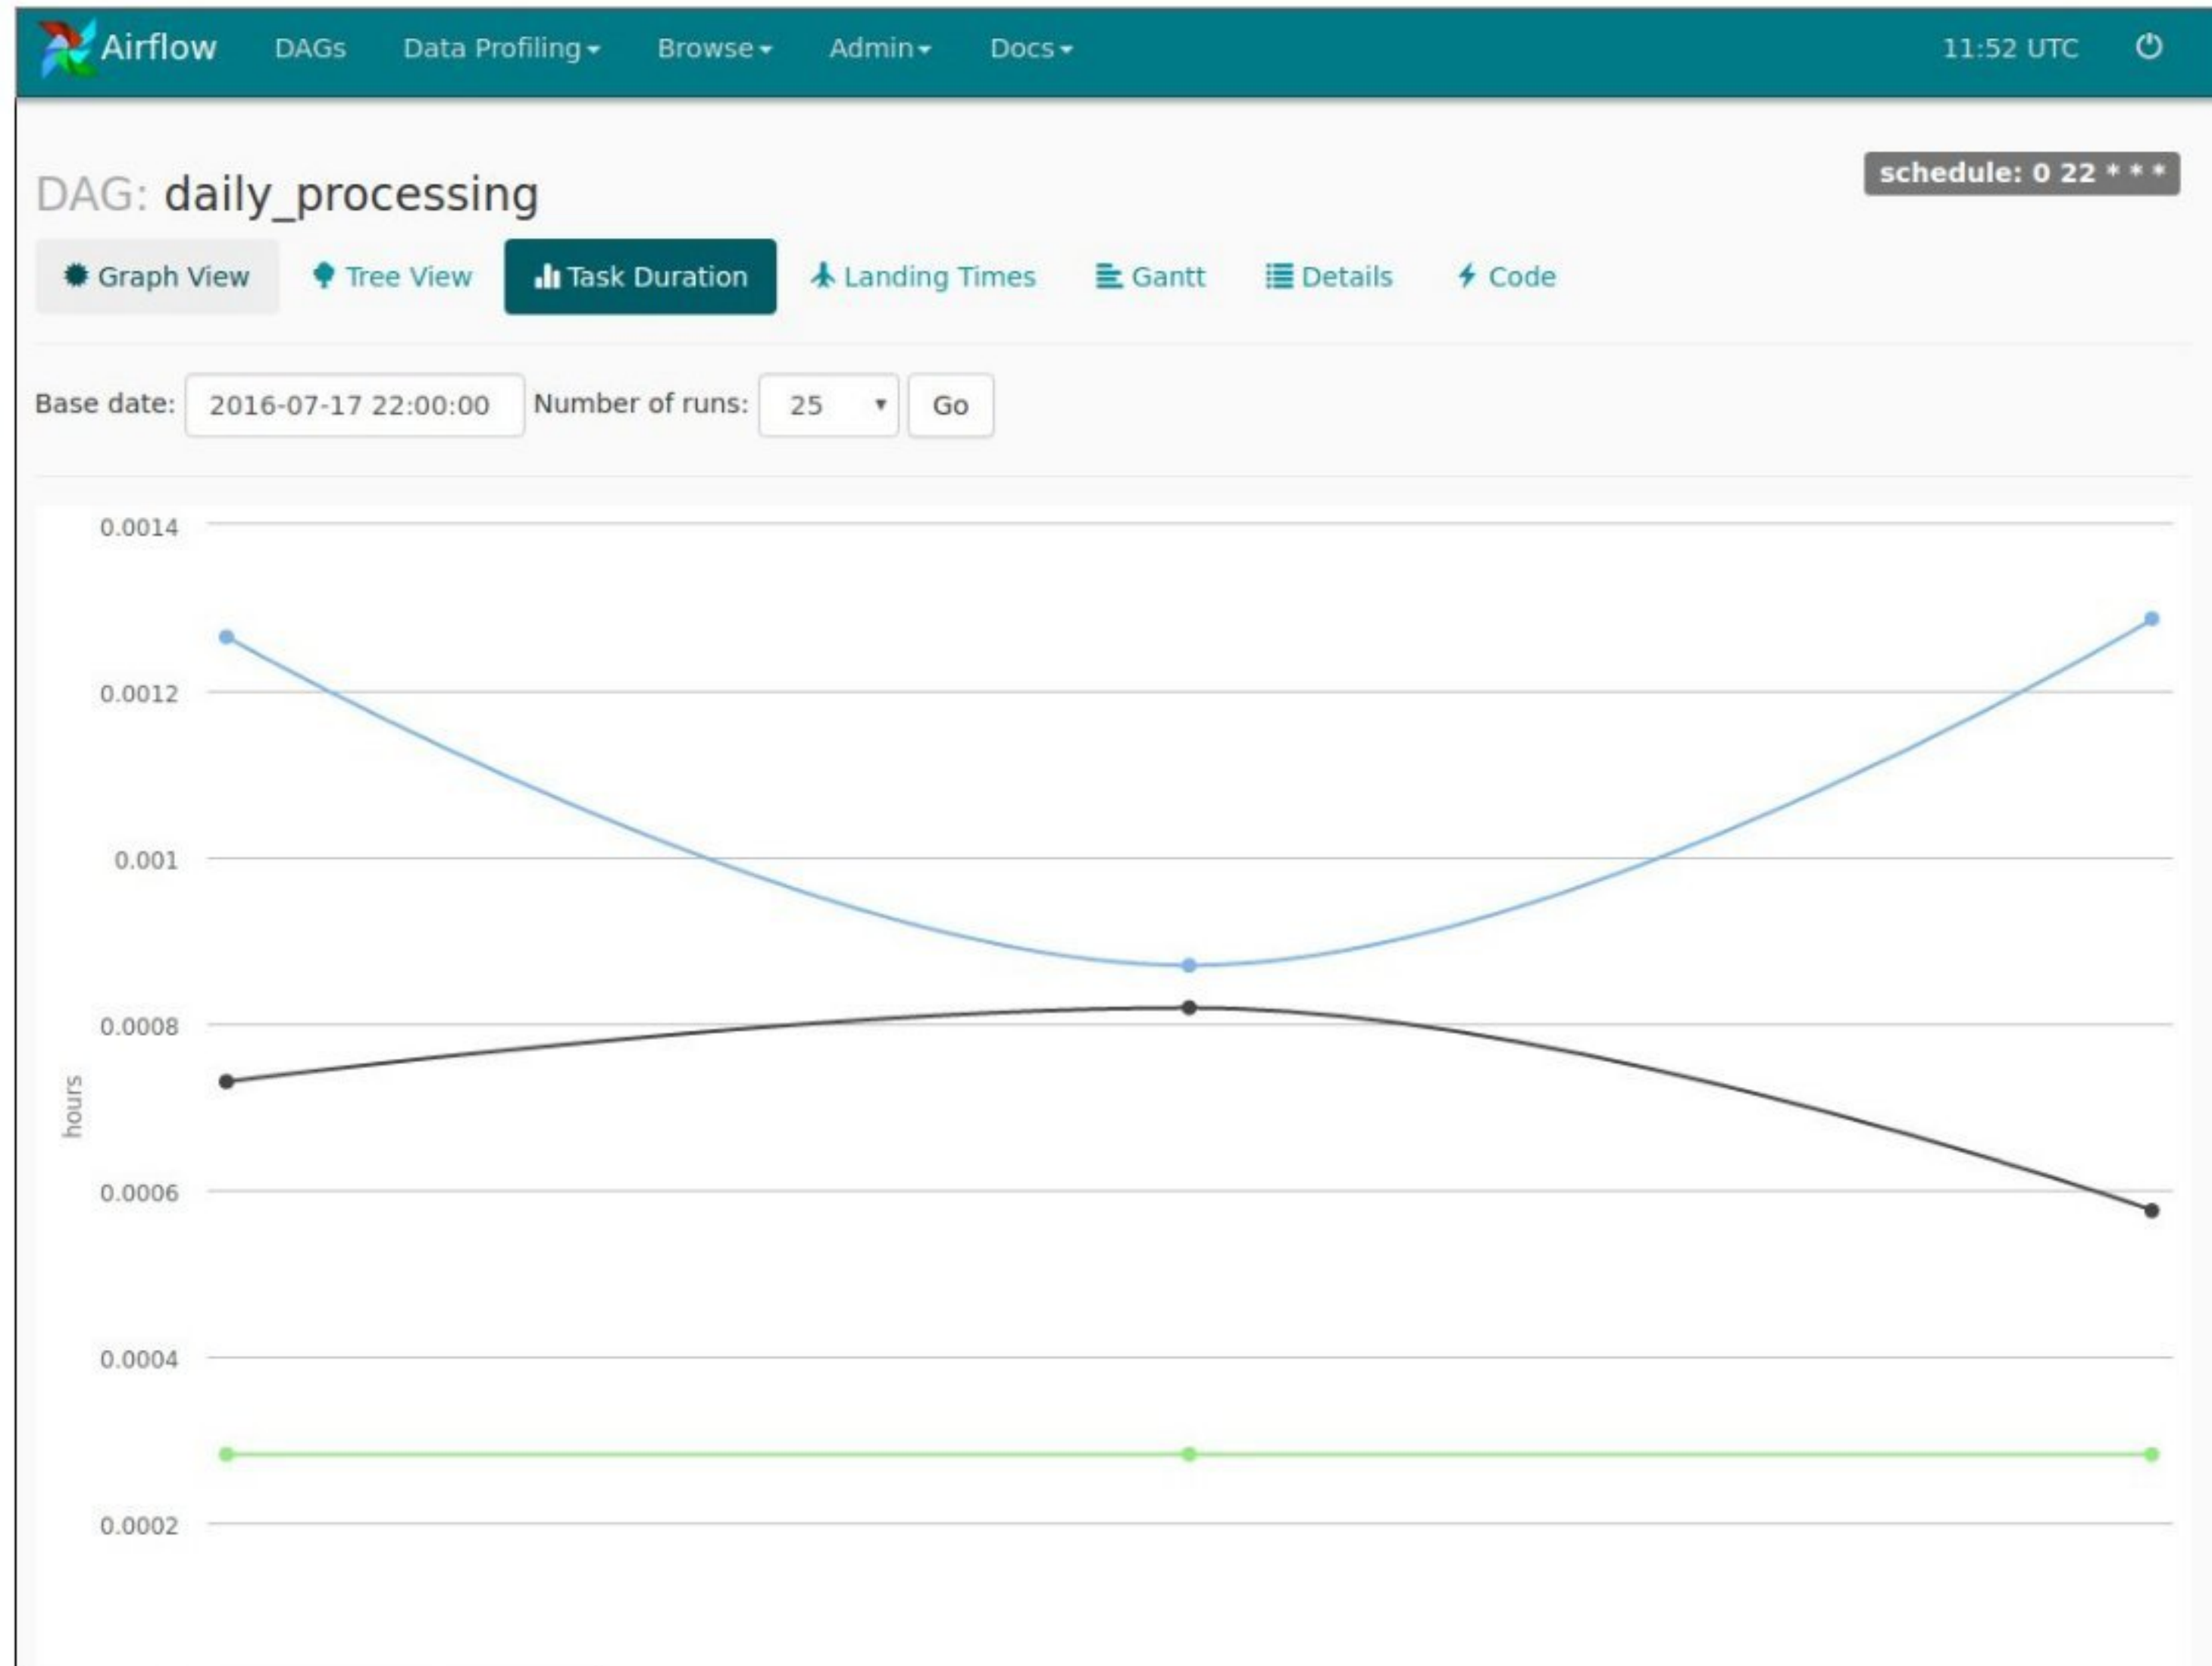 Airflow DAGs Data Profiling Browse Admin Docs 11:52 UTC
schedule: 0 22 * * *
DAG: daily_processing
Graph View Tree View Task Duration Landing Times Gantt Details Code
Base date: 2016-07-17 22:00:00 Number of runs: 25 Go
0.0014
0.0012
0.001
0.0008
hours
0.0006
0.0004
0.0002